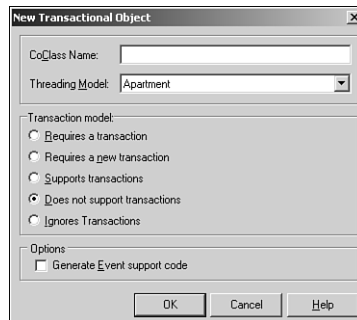 New Transactional Object
CoClass Name:
Threading Model: Apartment
Transaction model:
Requires a transaction
Requires a new transaction
Supports transactions
Does not support transactions
Ignores Transactions
Options
Generate Event support code
OK Cancel Help